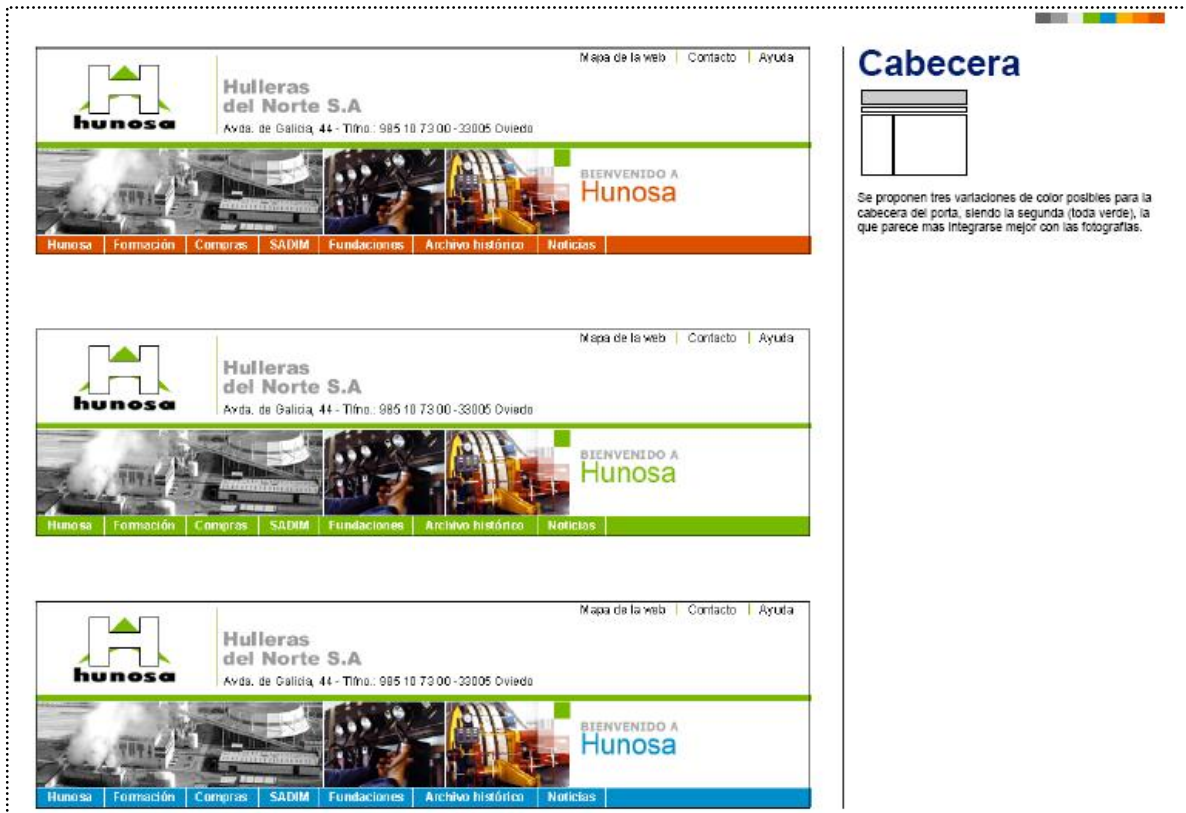 Mapa de la web | Contacto | Ayuda
hunosa
Hulleras
del Norte S.A
Avda. de Galicia, 44 - Tlfno.: 985 10 73 00 -33005 Oviedo
BIENVENIDO A
Hunosa
Hunosa | Formación | Compras | SADIM | Fundaciones | Archivo histórico | Noticias
Mapa de la web | Contacto | Ayuda
hunosa
Hulleras
del Norte S.A
Avda. de Galicia, 44 - Tlfno.: 985 10 73 00 -33005 Oviedo
BIENVENIDO A
Hunosa
Hunosa | Formación | Compras | SADIM | Fundaciones | Archivo histórico | Noticias
Mapa de la web | Contacto | Ayuda
hunosa
Hulleras
del Norte S.A
Avda. de Galicia, 44 - Tlfno.: 985 10 73 00 -33005 Oviedo
BIENVENIDO A
Hunosa
Hunosa | Formación | Compras | SADIM | Fundaciones | Archivo histórico | Noticias
Cabecera
Se proponen tres variaciones de color posibles para la
cabecera del porta, siendo la segunda (toda verde), la
que parece mas integrarse mejor con las fotografías.